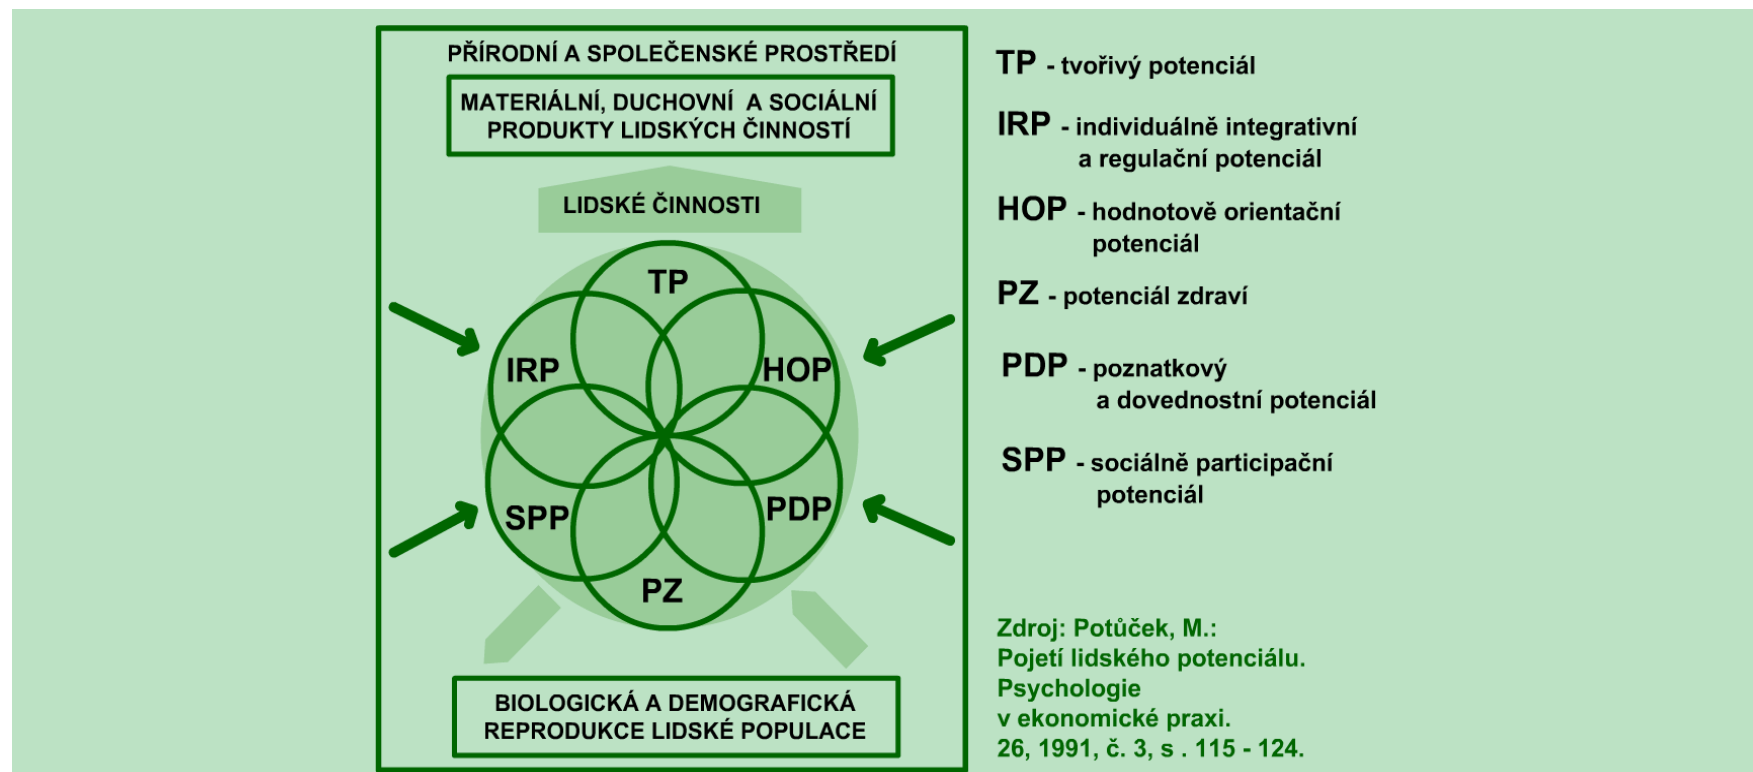 PŘÍRODNÍ A SPOLEČENSKÉ PROSTŘEDÍ
MATERIÁLNÍ, DUCHOVNÍ A SOCIÁLNÍ
PRODUKTY LIDSKÝCH ČINNOSTÍ
LIDSKÉ ČINNOSTI
TP
IRP
HOP
SPP
PDP
PZ
BIOLOGICKÁ A DEMOGRAFICKÁ
REPRODUKCE LIDSKÉ POPULACE
TP - tvořivý potenciál
IRP - individuálně integrativní
a regulační potenciál
HOP - hodnotově orientační
potenciál
PZ - potenciál zdraví
PDP - poznatkový
a dovednostní potenciál
SPP - sociálně participační
potenciál
Zdroj: Potůček, M.:
Pojetí lidského potenciálu.
Psychologie
v ekonomické praxi.
26, 1991, č. 3, s . 115 - 124.